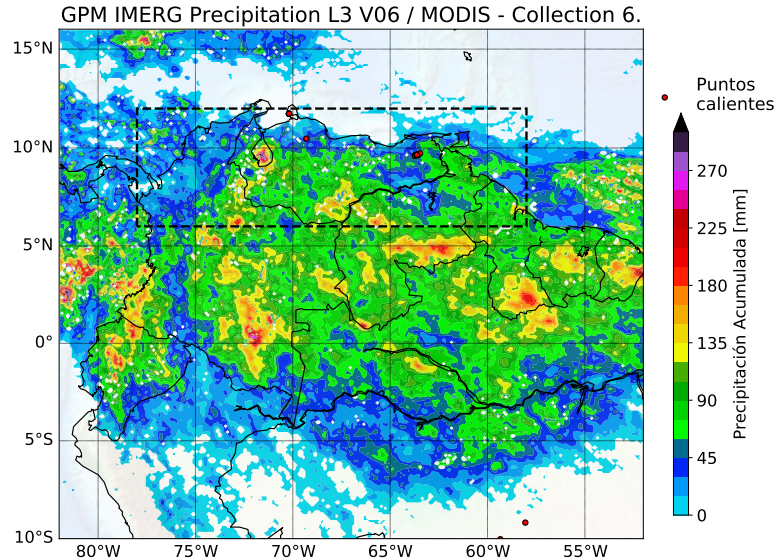 GPM IMERG Precipitation L3 V06 / MODIS - Collection 6.
15°N
10°N
5°N
0°
5°S
10°S
80°W
75°W
70°W
65°W
60°W
55°W
Puntos
calientes
270
225
180
135
90
45
0
Precipitación Acumulada [mm]